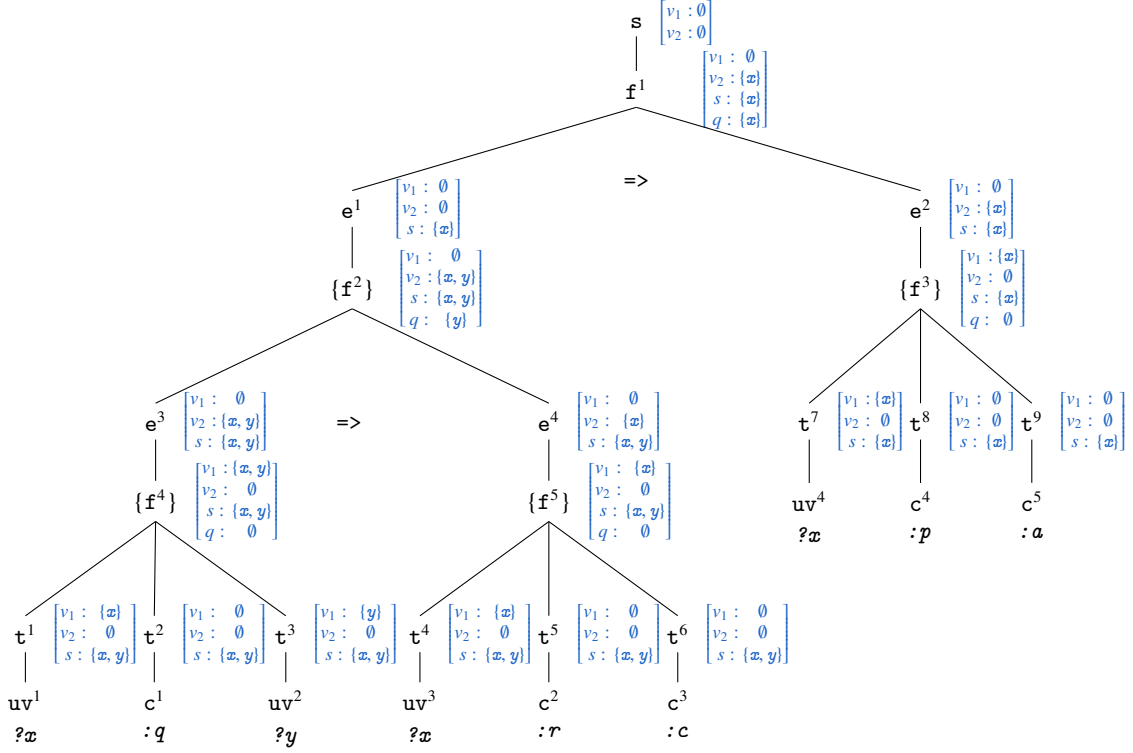 s [v₁ : ∅
v₂ : ∅]
f¹ [v₁ : ∅
v₂ : {x}
s : {x}
q : {x}]
=>
e¹ [v₁ : ∅
v₂ : ∅
s : {x}]
e² [v₁ : ∅
v₂ : {x}
s : {x}]
{f²} [v₁ : ∅
v₂ : {x, y}
s : {x, y}
q : {y}]
{f³} [v₁ : {x}
v₂ : ∅
s : {x}
q : ∅]
e³ [v₁ : ∅
v₂ : {x, y}
s : {x, y}]
=>
e⁴ [v₁ : ∅
v₂ : {x}
s : {x, y}]
t⁷ [v₁ : {x}
v₂ : ∅
s : {x}]
t⁸ [v₁ : ∅
v₂ : ∅
s : {x}]
t⁹ [v₁ : ∅
v₂ : ∅
s : {x}]
{f⁴} [v₁ : {x, y}
v₂ : ∅
s : {x, y}
q : ∅]
{f⁵} [v₁ : {x}
v₂ : ∅
s : {x, y}
q : ∅]
uv⁴ c⁴ c⁵
?x :p :a
t¹ [v₁ : {x}
v₂ : ∅
s : {x, y}]
t² [v₁ : ∅
v₂ : ∅
s : {x, y}]
t³ [v₁ : {y}
v₂ : ∅
s : {x, y}]
t⁴ [v₁ : {x}
v₂ : ∅
s : {x, y}]
t⁵ [v₁ : ∅
v₂ : ∅
s : {x, y}]
t⁶ [v₁ : ∅
v₂ : ∅
s : {x, y}]
uv¹ c¹ uv² uv³ c² c³
?x :q ?y ?x :r :c